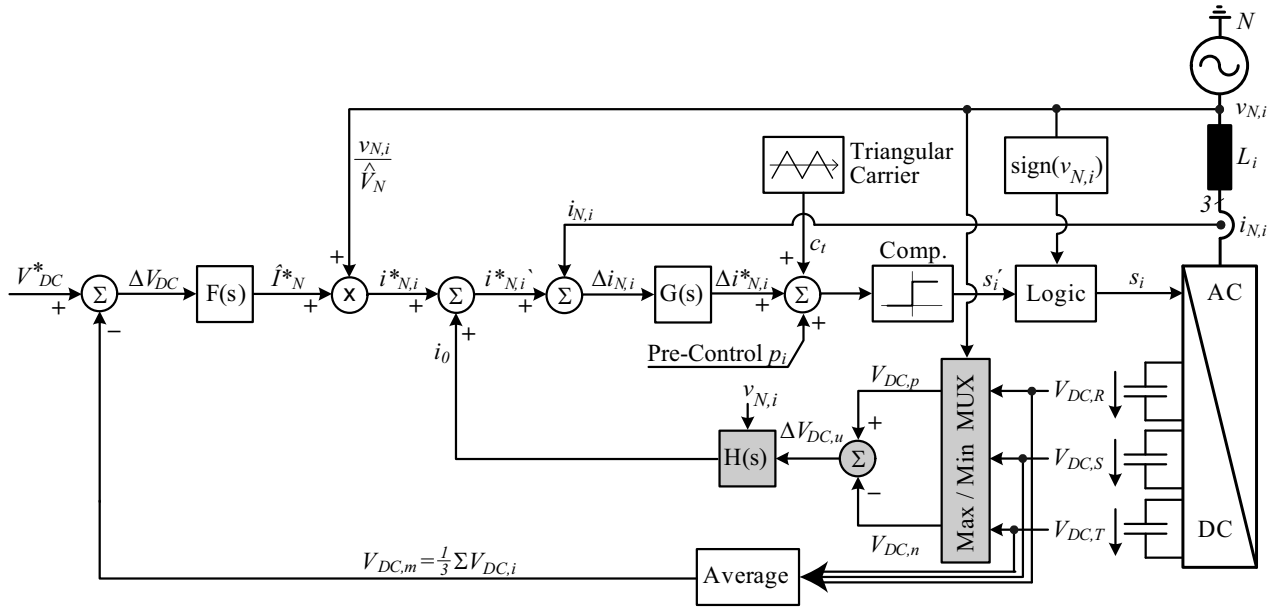 N
v_{N,i}
v_{N,i}
V̂_N
Triangular
Carrier
sign(v_{N,i})
L_i
3
i_{N,i}
i_{N,i}
+
c_t
Comp.
V*_{DC}
Σ
ΔV_{DC}
F(s)
Î*_N
x
i*_{N,i}
Σ
i*_{N,i}`
Σ
Δi_{N,i}
G(s)
Δi*_{N,i}
+
Σ
s_i′
Logic
s_i
AC
+
−
+
+
+
+
+
+
i_0
Pre-Control p_i
V_{DC,p}
Max / Min MUX
V_{DC,R}
v_{N,i}
+
ΔV_{DC,u}
H(s)
Σ
V_{DC,S}
−
V_{DC,n}
V_{DC,T}
DC
V_{DC,m}=1/3 ΣV_{DC,i}
Average